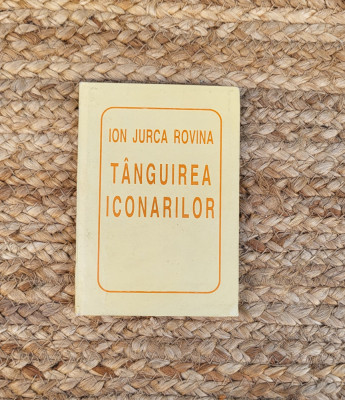 ION JURCA ROVINA
TÂNGUIREA
ICONARILOR